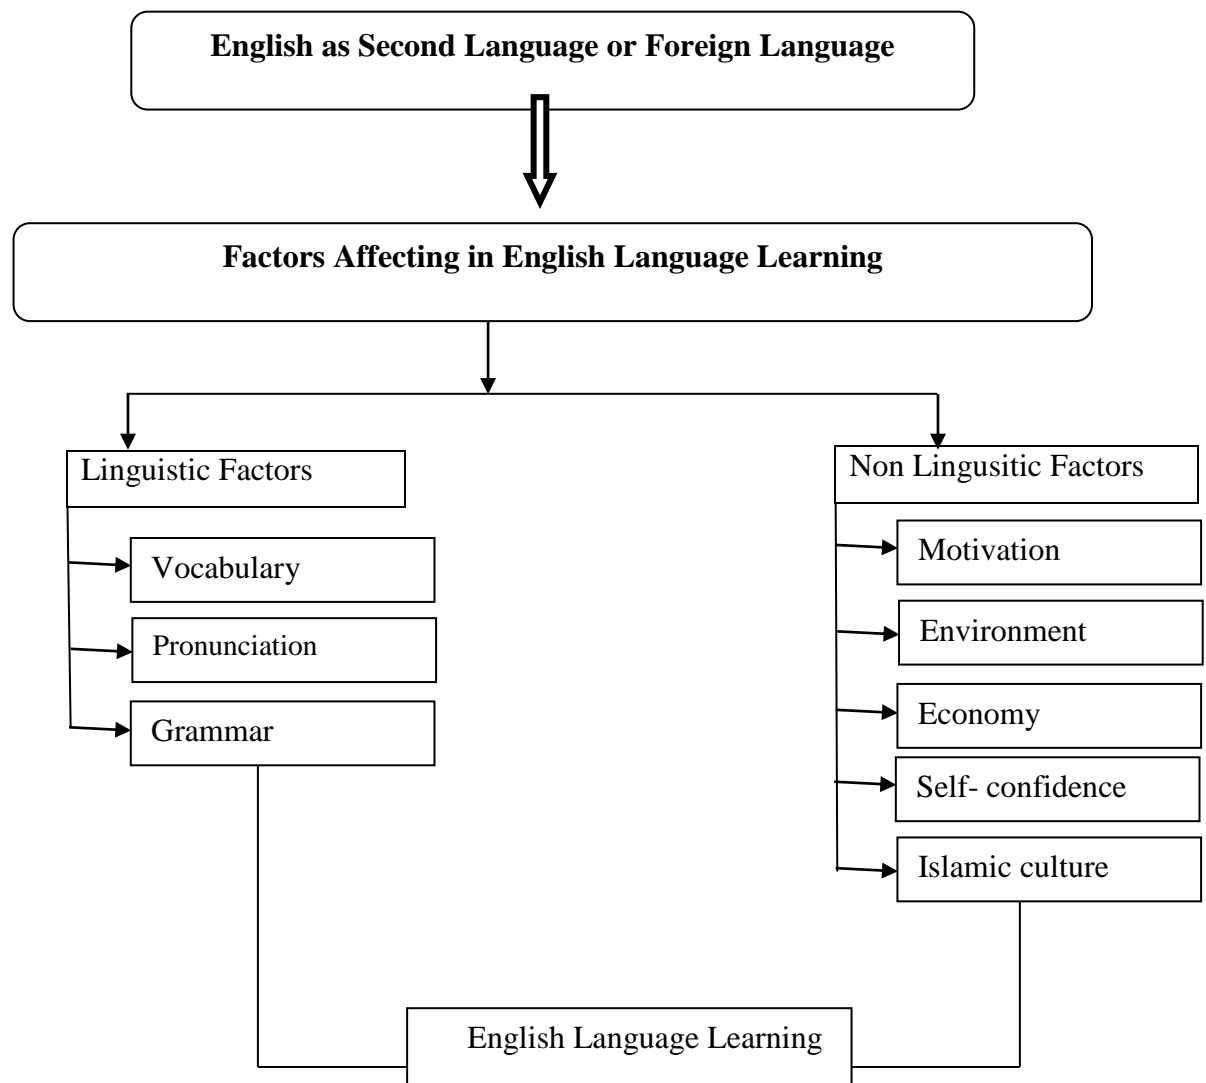 English as Second Language or Foreign Language
Factors Affecting in English Language Learning
Linguistic Factors
Vocabulary
Pronunciation
Grammar
Non Lingusitic Factors
Motivation
Environment
Economy
Self- confidence
Islamic culture
English Language Learning